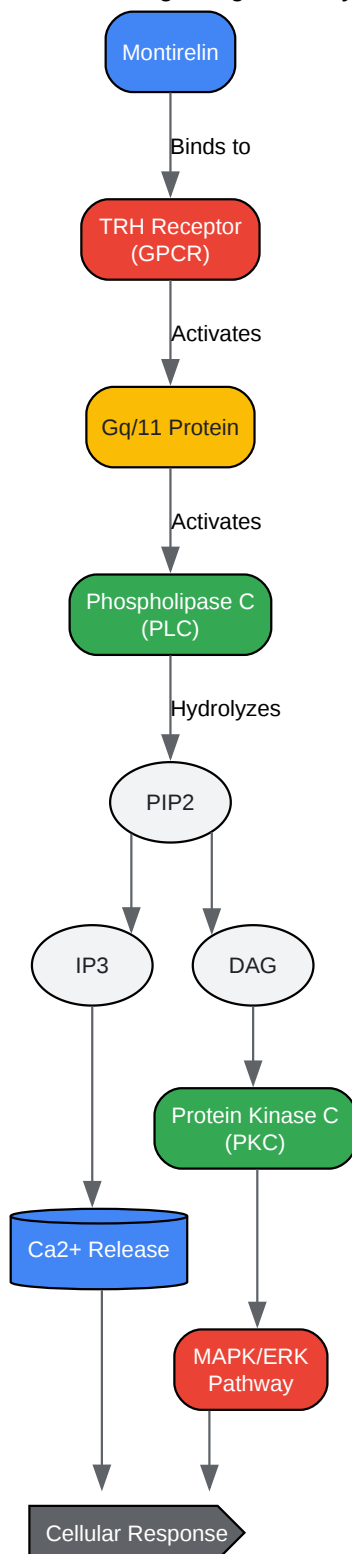 Montirelin
Binds to
TRH Receptor
(GPCR)
Activates
Gq/11 Protein
Activates
Phospholipase C
(PLC)
Hydrolyzes
PIP2
IP3
DAG
Protein Kinase C
(PKC)
Ca2+ Release
MAPK/ERK
Pathway
Cellular Response